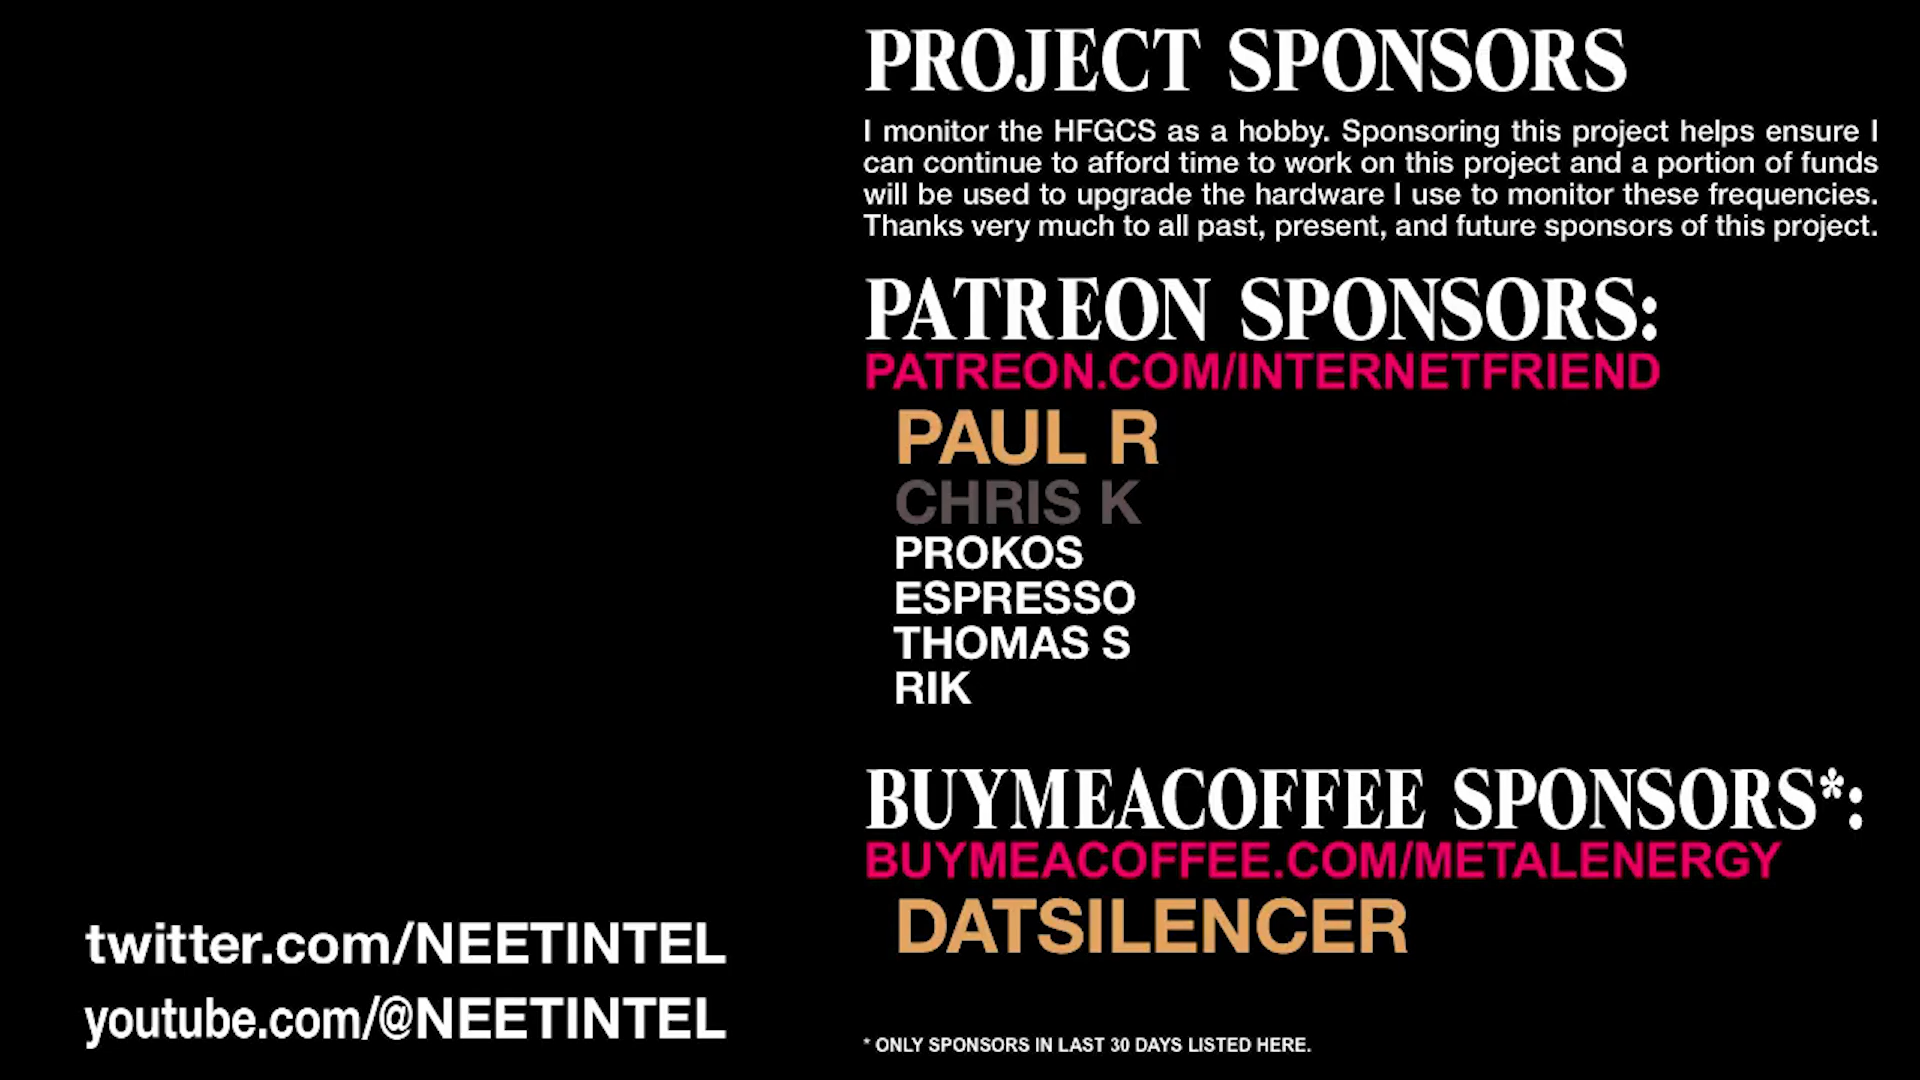 PROJECT SPONSORS
I monitor the HFGCS as a hobby. Sponsoring this project helps ensure I
can continue to afford time to work on this project and a portion of funds
will be used to upgrade the hardware I use to monitor these frequencies.
Thanks very much to all past, present, and future sponsors of this project.
PATREON SPONSORS:
PATREON.COM/INTERNETFRIEND
PAUL R
CHRIS K
PROKOS
ESPRESSO
THOMAS S
RIK
BUYMEACOFFEE SPONSORS*:
BUYMEACOFFEE.COM/METALENERGY
DATSILENCER
* ONLY SPONSORS IN LAST 30 DAYS LISTED HERE.
twitter.com/NEETINTEL
youtube.com/@NEETINTEL